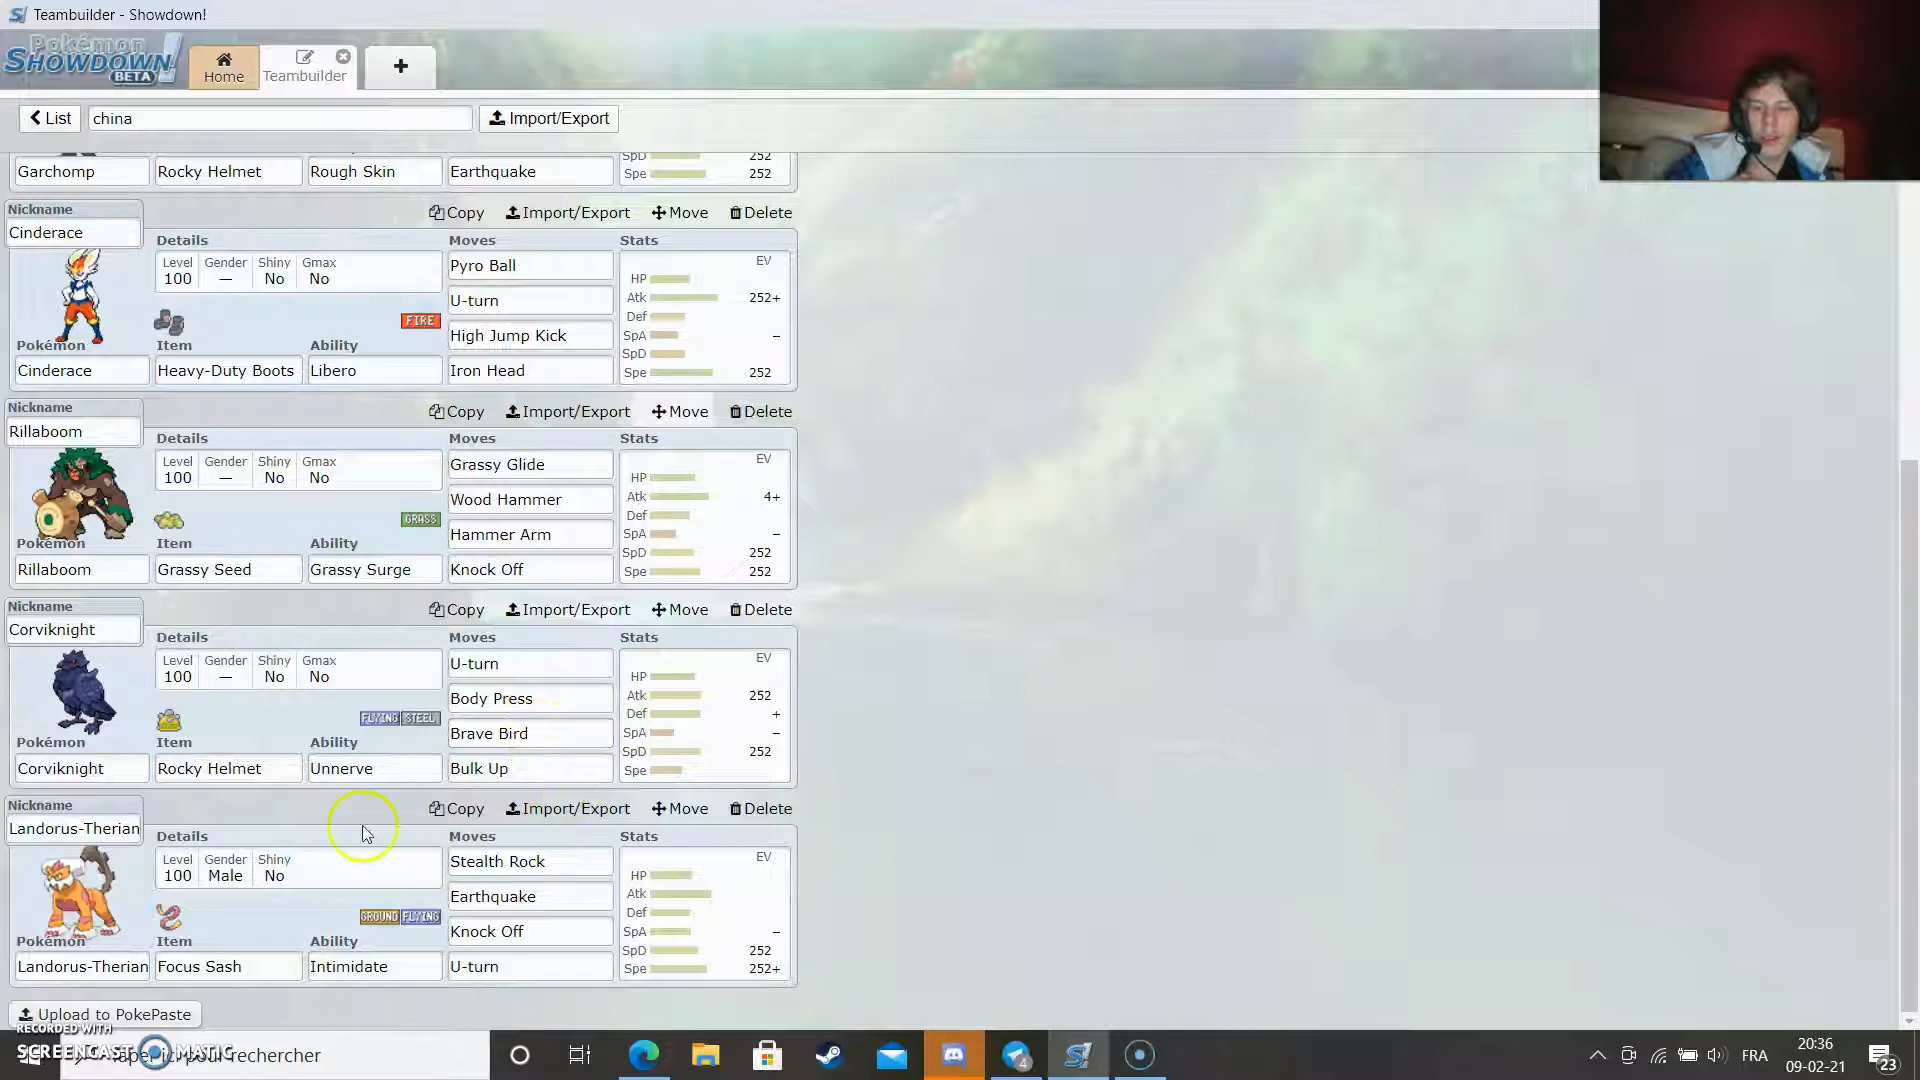 Teambuilder - Showdown!
Pokémon
SHOWDOWN!
BETA
Home
Teambuilder
+
List
china
Import/Export
SpD 252
Garchomp Rocky Helmet Rough Skin Earthquake Spe 252
Nickname
Cinderace
Copy Import/Export Move Delete
Details Moves Stats
Level Gender Shiny Gmax
100 — No No
Pyro Ball
U-turn
High Jump Kick
Iron Head
EV
HP
Atk 252+
Def
SpA –
SpD
Spe 252
FIRE
Pokémon Item Ability
Cinderace Heavy-Duty Boots Libero
Nickname
Rillaboom
Copy Import/Export Move Delete
Details Moves Stats
Level Gender Shiny Gmax
100 — No No
Grassy Glide
Wood Hammer
Hammer Arm
Knock Off
EV
HP
Atk 4+
Def
SpA –
SpD 252
Spe 252
GRASS
Pokémon Item Ability
Rillaboom Grassy Seed Grassy Surge
Nickname
Corviknight
Copy Import/Export Move Delete
Details Moves Stats
Level Gender Shiny Gmax
100 — No No
U-turn
Body Press
Brave Bird
Bulk Up
EV
HP
Atk 252
Def +
SpA –
SpD 252
Spe
FLYING STEEL
Pokémon Item Ability
Corviknight Rocky Helmet Unnerve
Nickname
Landorus-Therian
Copy Import/Export Move Delete
Details Moves Stats
Level Gender Shiny
100 Male No
Stealth Rock
Earthquake
Knock Off
U-turn
EV
HP
Atk
Def
SpA –
SpD 252
Spe 252+
GROUND FLYING
Pokémon Item Ability
Landorus-Therian Focus Sash Intimidate
Upload to PokePaste
RECORDED WITH
SCREENCAST MATIC
Taper ici pour rechercher
4
FRA
20:36
09-02-21
23